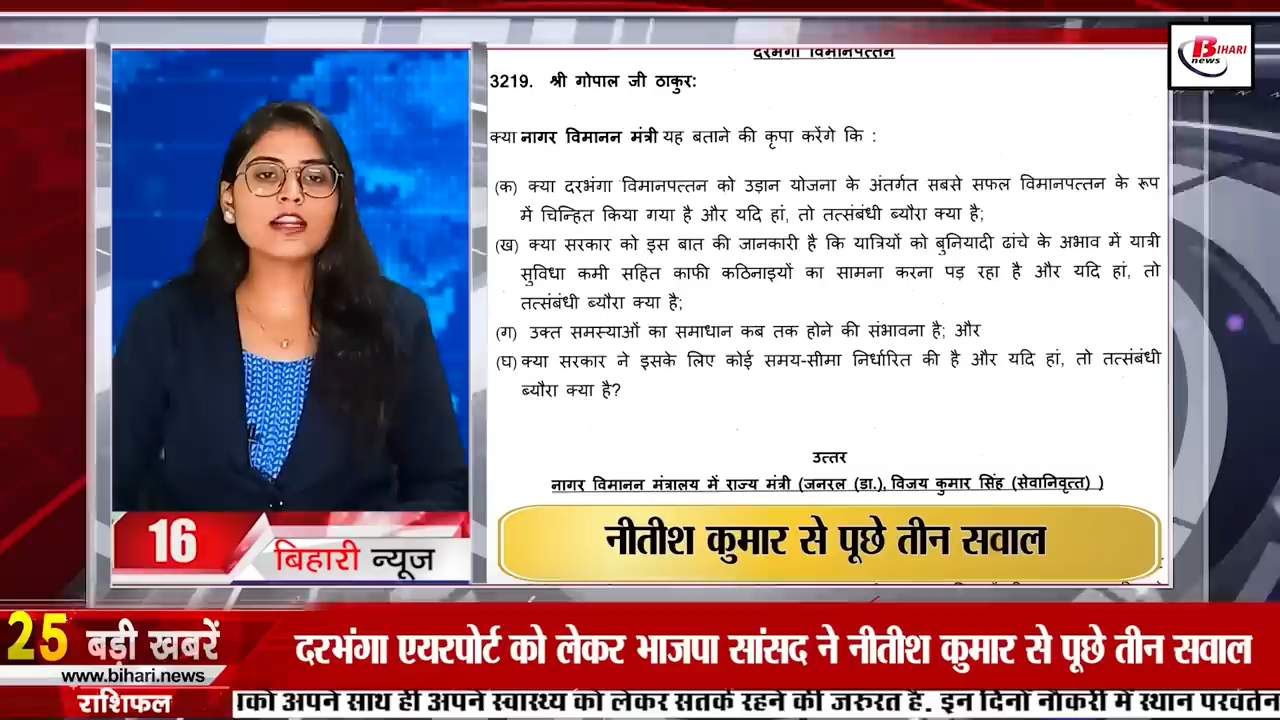 BIHARI
news
दरभंगा विमानपत्तन
3219. श्री गोपाल जी ठाकुर:
क्या नागर विमानन मंत्री यह बताने की कृपा करेंगे कि :
(क) क्या दरभंगा विमानपत्तन को उड़ान योजना के अंतर्गत सबसे सफल विमानपत्तन के रूप
में चिन्हित किया गया है और यदि हां, तो तत्संबंधी ब्यौरा क्या है;
(ख) क्या सरकार को इस बात की जानकारी है कि यात्रियों को बुनियादी ढांचे के अभाव में यात्री
सुविधा कमी सहित काफी कठिनाइयों का सामना करना पड़ रहा है और यदि हां, तो
तत्संबंधी ब्यौरा क्या है;
(ग) उक्त समस्याओं का समाधान कब तक होने की संभावना है; और
(घ) क्या सरकार ने इसके लिए कोई समय-सीमा निर्धारित की है और यदि हां, तो तत्संबंधी
ब्यौरा क्या है?
उत्तर
नागर विमानन मंत्रालय में राज्य मंत्री (जनरल (डा.), विजय कुमार सिंह (सेवानिवृत्त) )
16
बिहारी न्यूज
नीतीश कुमार से पूछे तीन सवाल
25 बड़ी खबरें
www.bihari.news
दरभंगा एयरपोर्ट को लेकर भाजपा सांसद ने नीतीश कुमार से पूछे तीन सवाल
राशिफल
को अपने साथ ही अपने स्वास्थ्य को लेकर सतर्क रहने की जरुरत है. इन दिनों नौकरी में स्थान परवर्तन